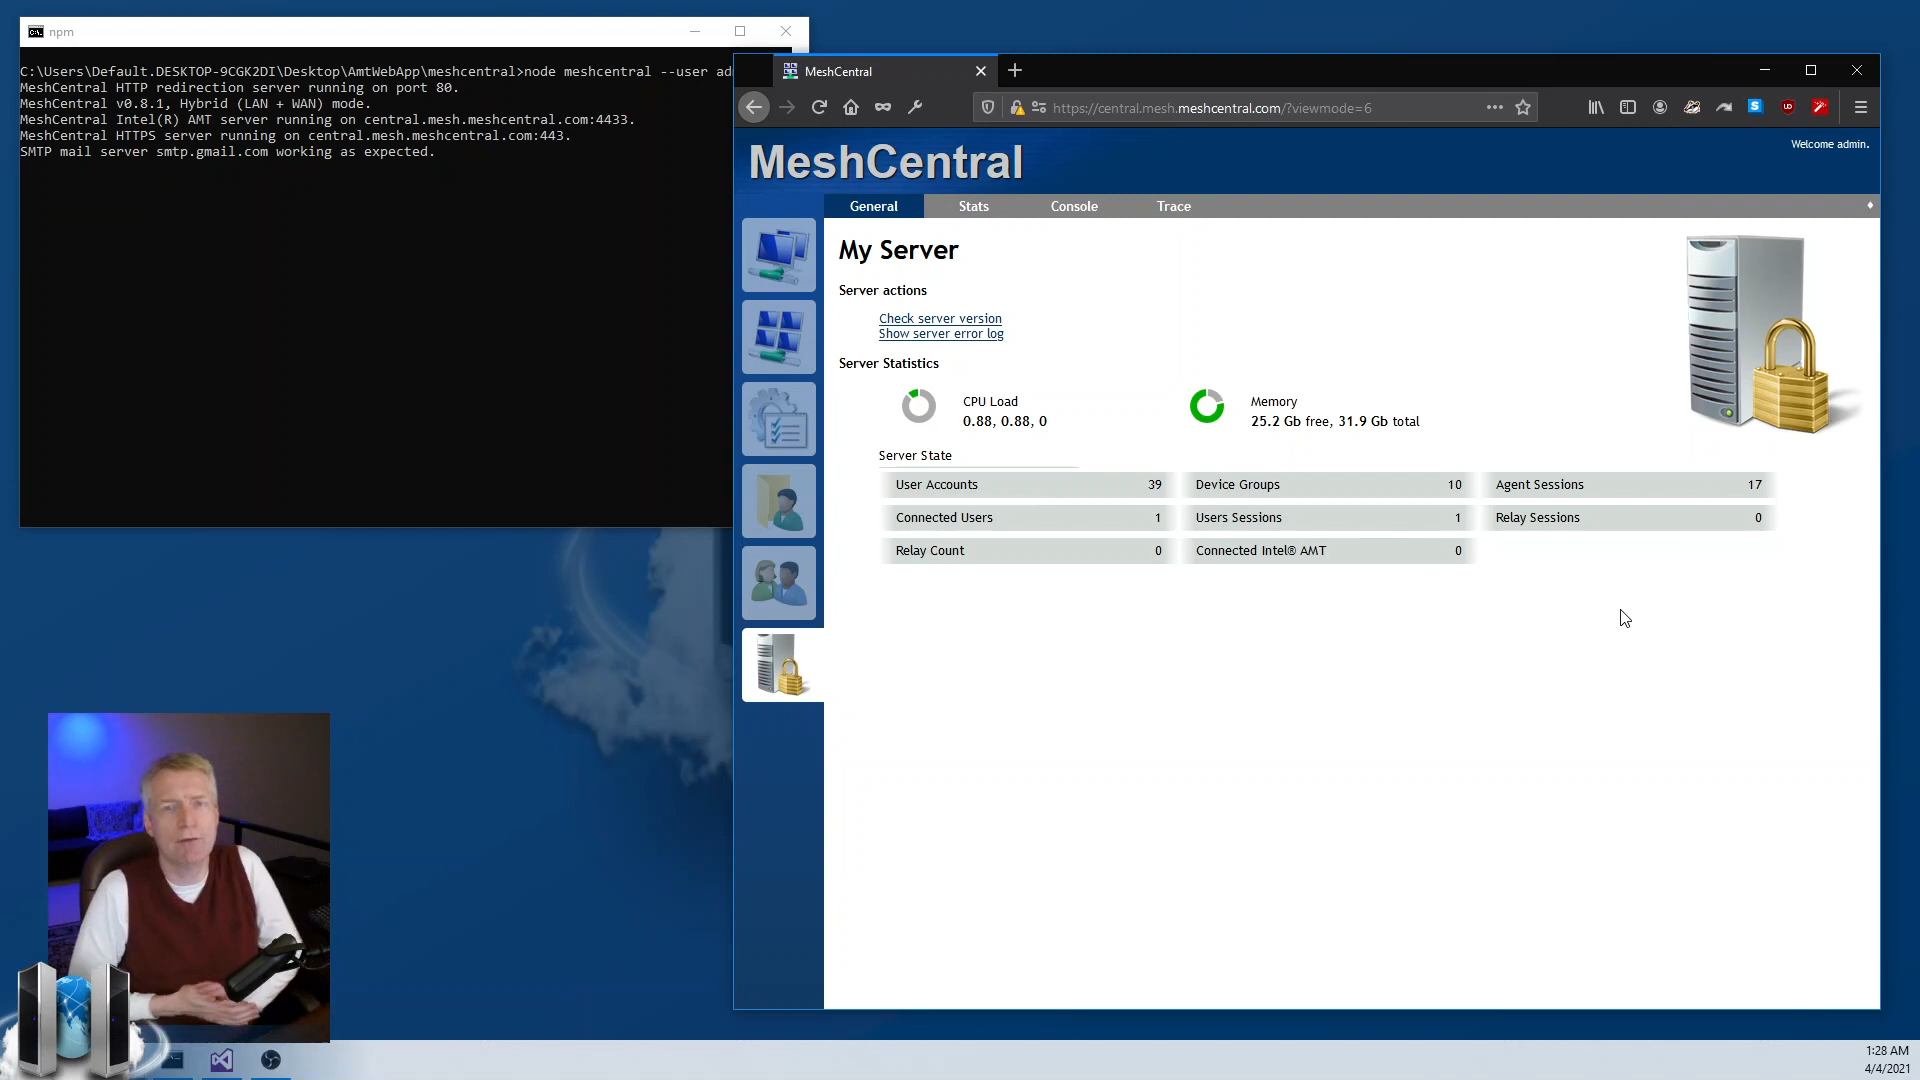 npm
C:\Users\Default.DESKTOP-9CGK2DI\Desktop\AmtWebApp\meshcentral>node meshcentral --user ad
MeshCentral HTTP redirection server running on port 80.
MeshCentral v0.8.1, Hybrid (LAN + WAN) mode.
MeshCentral Intel(R) AMT server running on central.mesh.meshcentral.com:4433.
MeshCentral HTTPS server running on central.mesh.meshcentral.com:443.
SMTP mail server smtp.gmail.com working as expected.
MeshCentral
https://central.mesh.meshcentral.com/?viewmode=6
MeshCentral
Welcome admin.
General Stats Console Trace
My Server
Server actions
Check server version
Show server error log
Server Statistics
CPU Load
0.88, 0.88, 0
Memory
25.2 Gb free, 31.9 Gb total
Server State
User Accounts 39 Device Groups 10 Agent Sessions 17
Connected Users 1 Users Sessions 1 Relay Sessions 0
Relay Count 0 Connected Intel® AMT 0
1:28 AM
4/4/2021